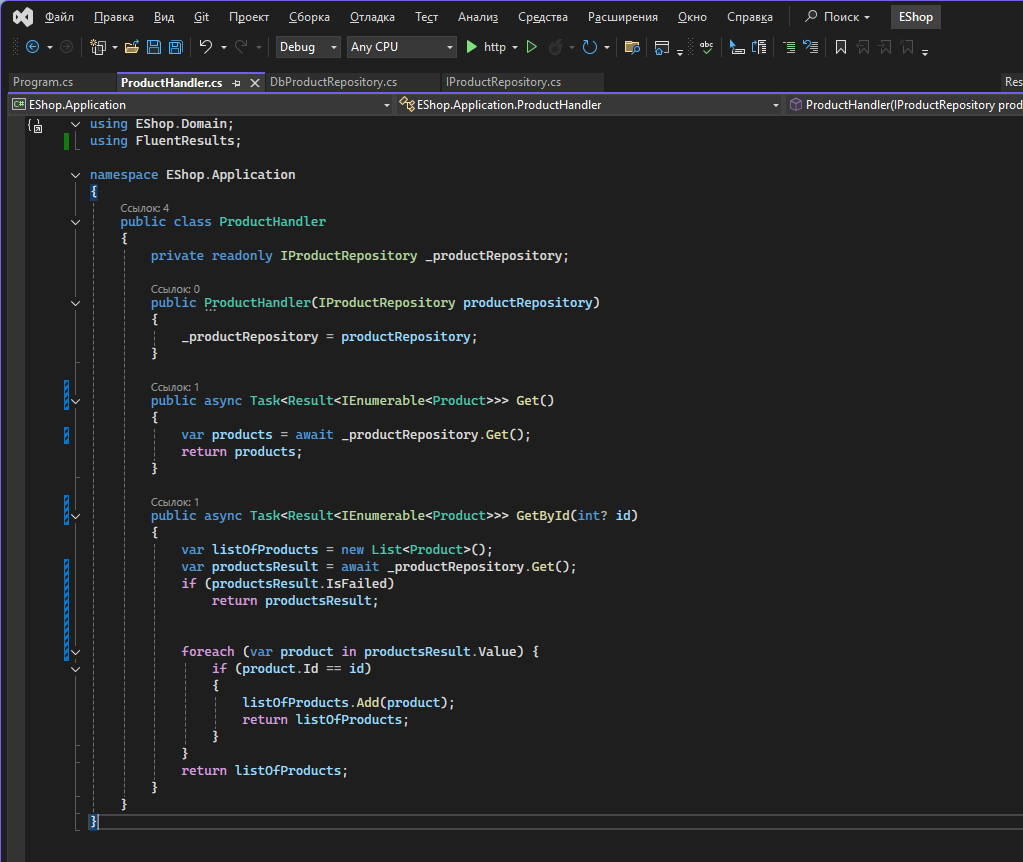 Файл Правка Вид Git Проект Сборка Отладка Тест Анализ Средства Расширения Окно Справка Поиск EShop
Debug Any CPU http
Program.cs ProductHandler.cs DbProductRepository.cs IProductRepository.cs Res
C# EShop.Application EShop.Application.ProductHandler ProductHandler(IProductRepository prod
using EShop.Domain;
using FluentResults;
namespace EShop.Application
{
Ссылок: 4
public class ProductHandler
{
private readonly IProductRepository _productRepository;
Ссылок: 0
public ProductHandler(IProductRepository productRepository)
{
_productRepository = productRepository;
}
Ссылок: 1
public async Task<Result<IEnumerable<Product>>> Get()
{
var products = await _productRepository.Get();
return products;
}
Ссылок: 1
public async Task<Result<IEnumerable<Product>>> GetById(int? id)
{
var listOfProducts = new List<Product>();
var productsResult = await _productRepository.Get();
if (productsResult.IsFailed)
return productsResult;
foreach (var product in productsResult.Value) {
if (product.Id == id)
{
listOfProducts.Add(product);
return listOfProducts;
}
}
return listOfProducts;
}
}
}